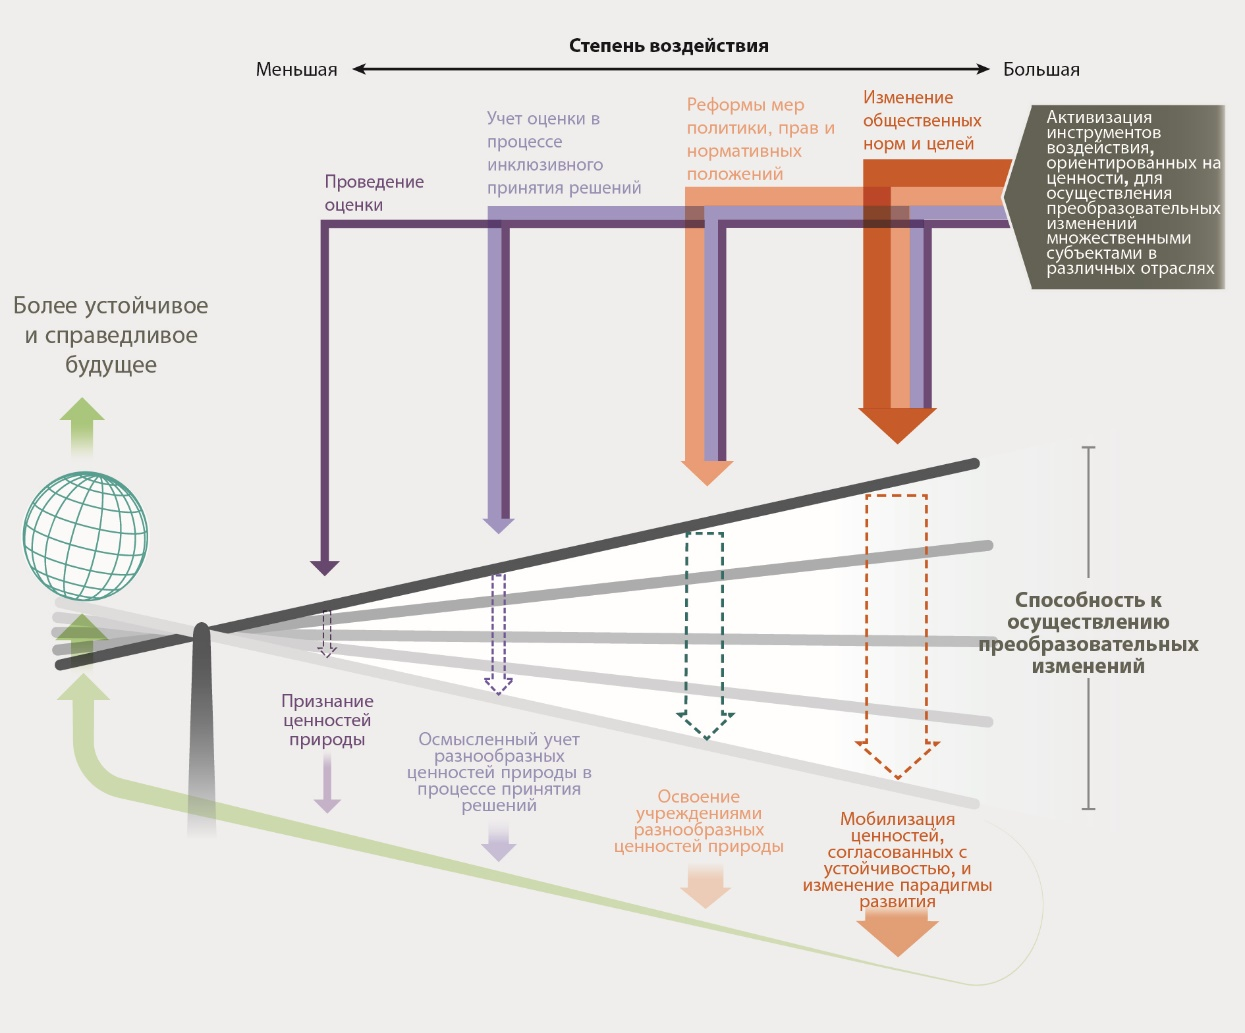 Степень воздействия
Меньшая
Большая
Проведение
оценки
Учет оценки в
процессе
инклюзивного
принятия решений
Реформы мер
политики, прав и
нормативных
положений
Изменение
общественных
норм и целей
Активизация
инструментов
воздействия,
ориентированных на
ценности, для
осуществления
преобразовательных
изменений
множественными
субъектами в
различных отраслях
Более устойчивое
и справедливое
будущее
Способность к
осуществлению
преобразовательных
изменений
Признание
ценностей
природы
Осмысленный учет
разнообразных
ценностей природы в
процессе принятия
решений
Освоение
учреждениями
разнообразных
ценностей природы
Мобилизация
ценностей,
согласованных с
устойчивостью, и
изменение парадигмы
развития